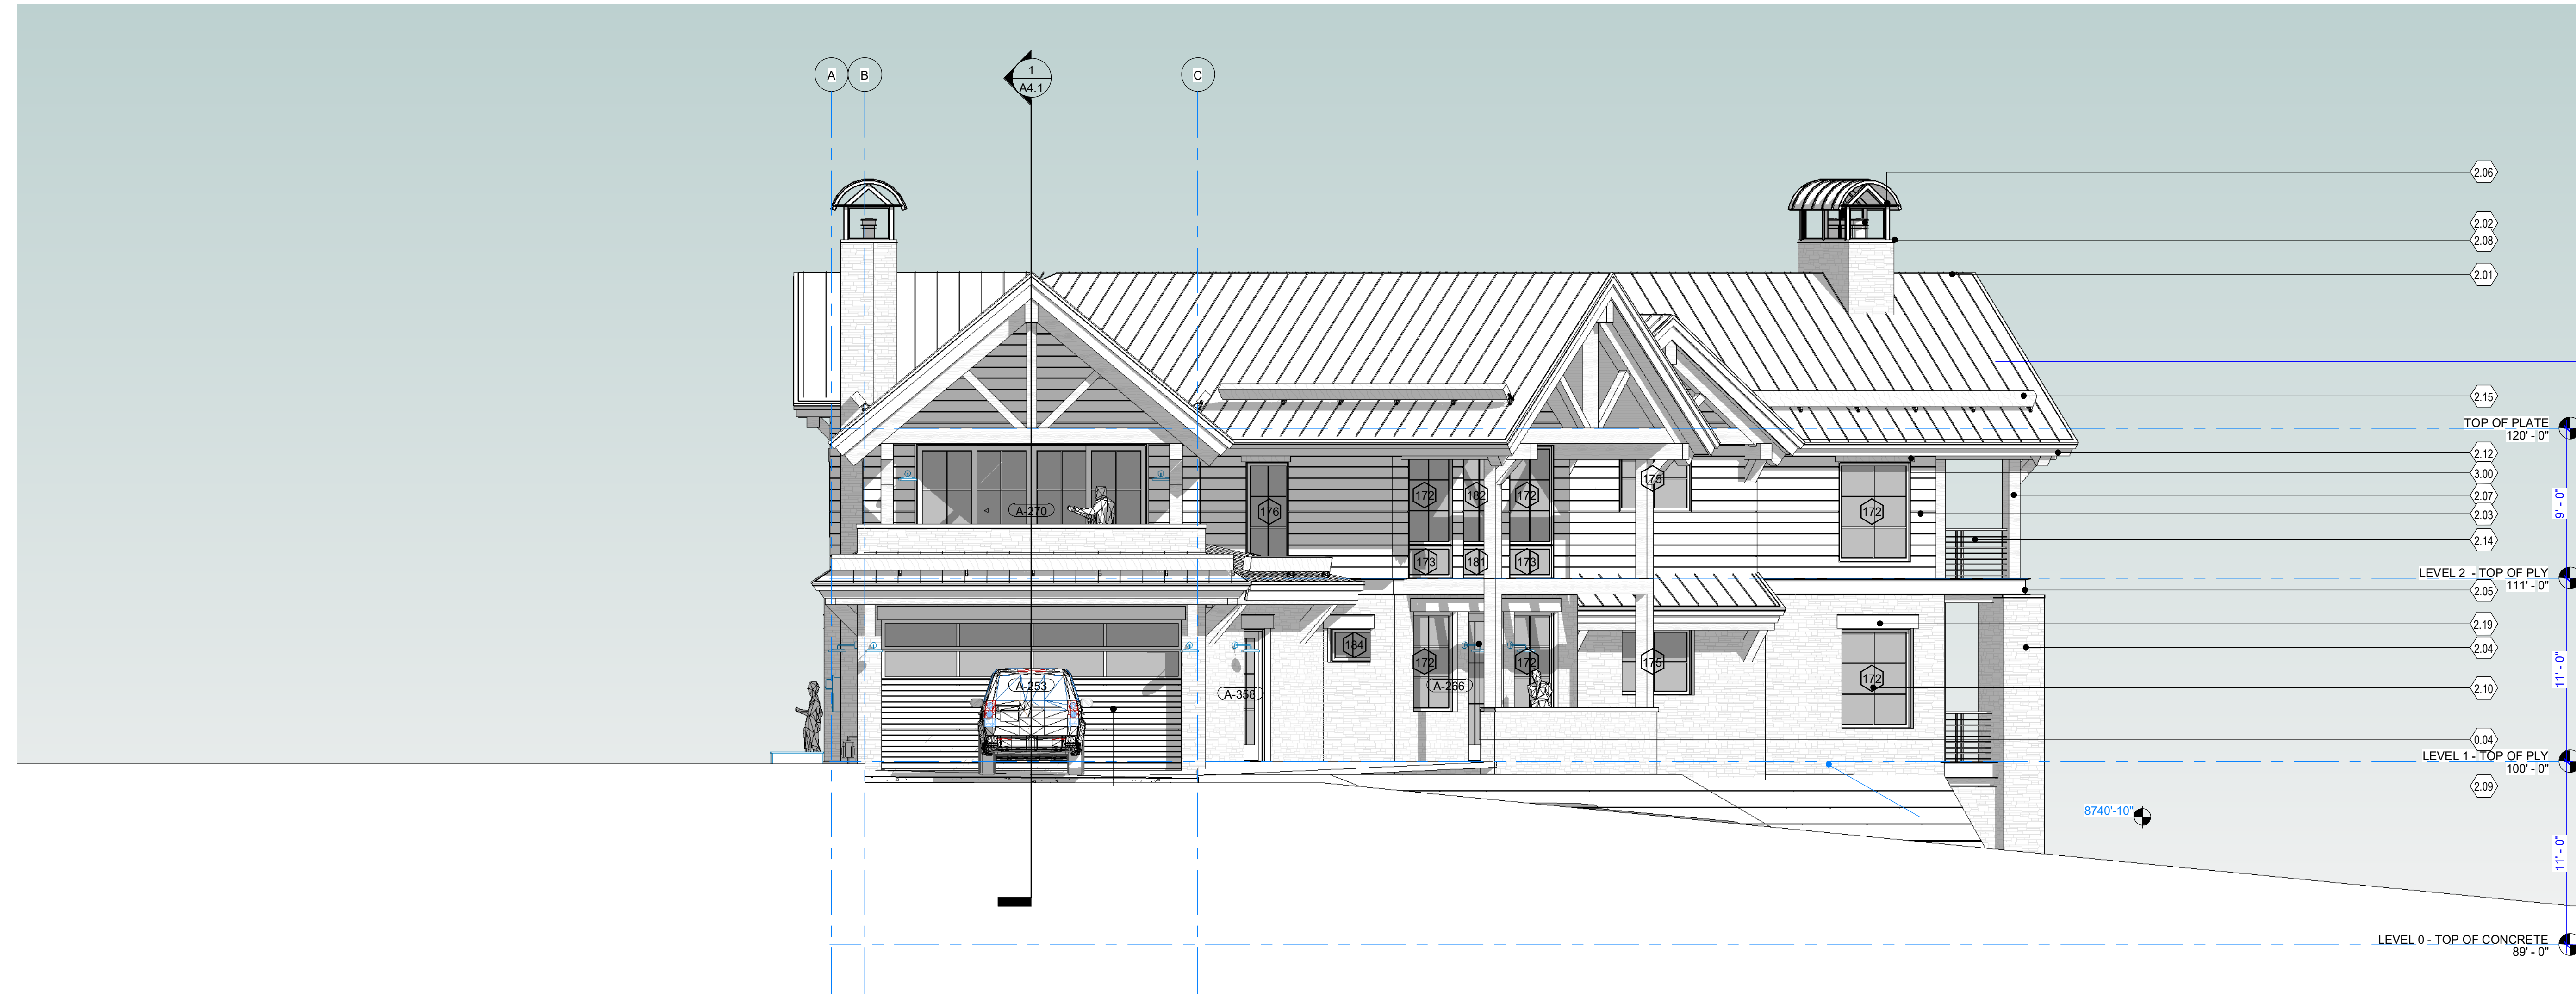 A
B
1
A4.1
C
2.06
2.02
2.08
2.01
2.15
TOP OF PLATE
120' - 0"
2.12
3.00
2.07
2.03
2.14
9' - 0"
A-270
176
172
182
172
175
172
173
181
173
LEVEL 2 - TOP OF PLY
111' - 0"
2.05
2.19
2.04
2.10
11' - 0"
184
172
172
175
172
A-253
A-358
A-266
0.04
LEVEL 1 - TOP OF PLY
100' - 0"
2.09
8740'-10"
11' - 0"
LEVEL 0 - TOP OF CONCRETE
89' - 0"